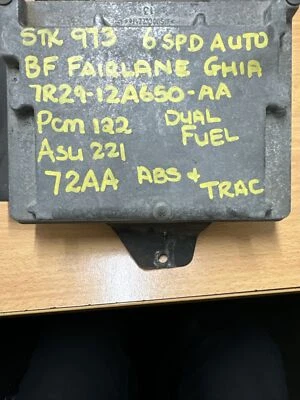 STK 973 6 SPD AUTO
BF FAIRLANE GHIA
7R29-12A650-AA
PCM 122 DUAL FUEL
ASU 221
72AA ABS & TRAC